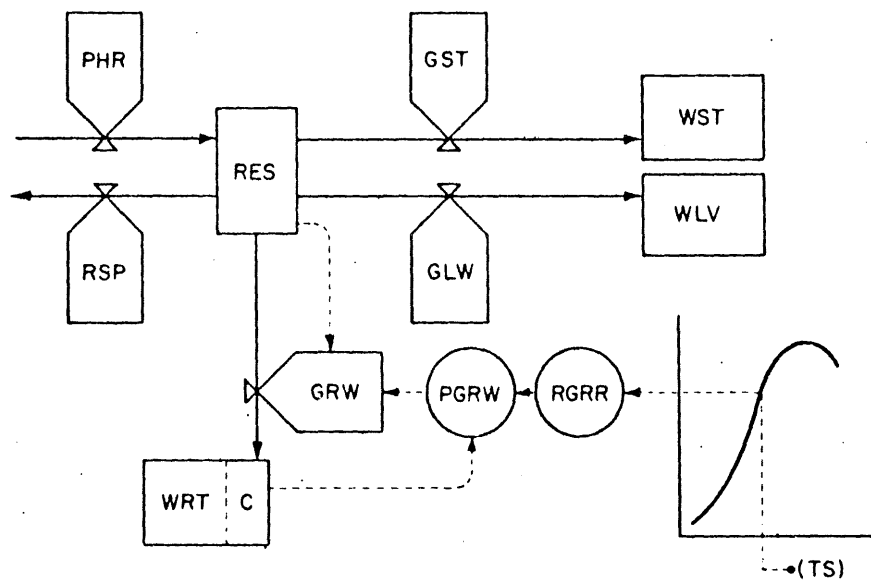 PHR
GST
WST
RES
WLV
RSP
GLW
GRW
PGRW
RGRR
WRT C
(TS)